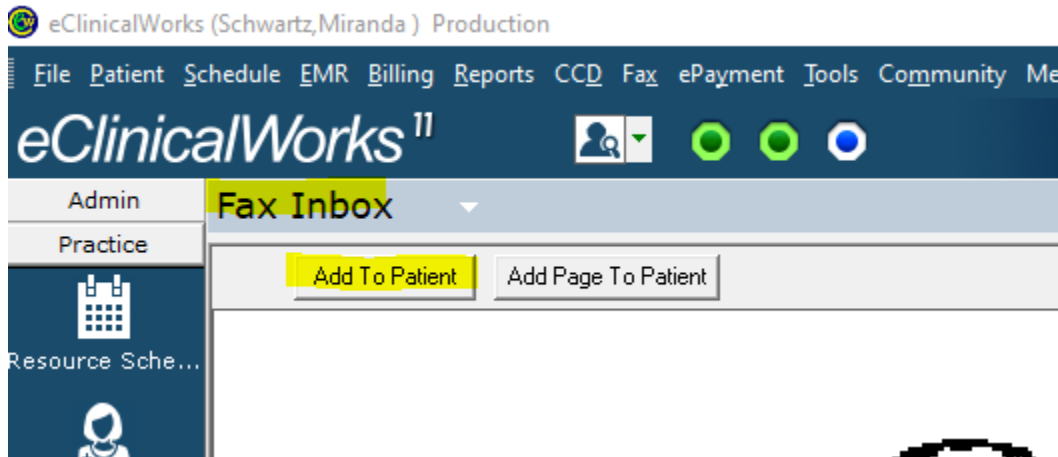 eClinicalWorks (Schwartz,Miranda ) Production
File Patient Schedule EMR Billing Reports CCD Fax ePayment Tools Community Me
eClinicalWorks 11
Admin
Fax Inbox
Practice
Add To Patient Add Page To Patient
Resource Sche...